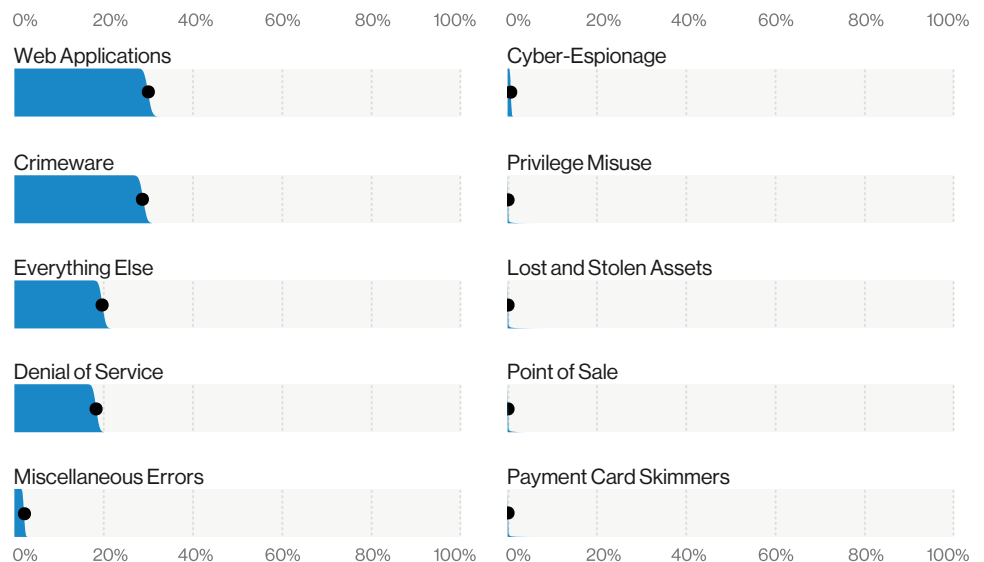 0% 20% 40% 60% 80% 100% 0% 20% 40% 60% 80% 100%
Web Applications
Cyber-Espionage
Crimeware
Privilege Misuse
Everything Else
Lost and Stolen Assets
Denial of Service
Point of Sale
Miscellaneous Errors
Payment Card Skimmers
0% 20% 40% 60% 80% 100% 0% 20% 40% 60% 80% 100%